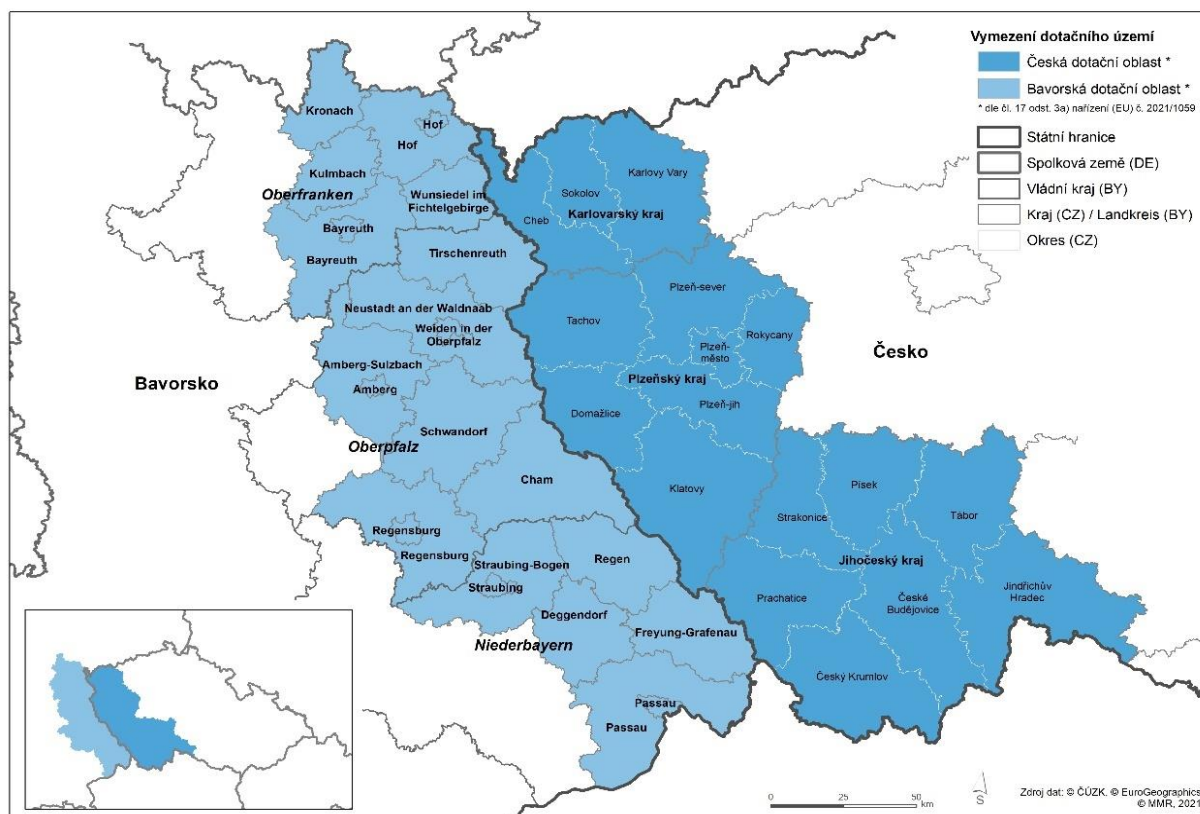 Vymezení dotačního území
Česká dotační oblast *
Bavorská dotační oblast *
* dle čl. 17 odst. 3a) nařízení (EU) č. 2021/1059
Státní hranice
Spolková země (DE)
Vládní kraj (BY)
Kraj (CZ) / Landkreis (BY)
Okres (CZ)
Kronach
Hof
Hof
Kulmbach
Oberfranken
Wunsiedel im
Fichtelgebirge
Bayreuth
Bayreuth
Tirschenreuth
Neustadt an der Waldnaab
Weiden in der
Oberpfalz
Amberg-Sulzbach
Amberg
Bavorsko
Schwandorf
Oberpfalz
Cham
Regensburg
Regensburg
Straubing-Bogen
Straubing
Regen
Deggendorf
Niederbayern
Freyung-Grafenau
Passau
Passau
Karlovy Vary
Sokolov
Karlovarský kraj
Cheb
Plzeň-sever
Tachov
Plzeň-
město
Rokycany
Česko
Plzeňský kraj
Plzeň-jih
Domažlice
Klatovy
Písek
Strakonice
Tábor
Jihočeský kraj
Prachatice
České
Budějovice
Jindřichův
Hradec
Český Krumlov
S
0 25 50
km
Zdroj dat: © ČÚZK, © EuroGeographics
© MMR, 2021